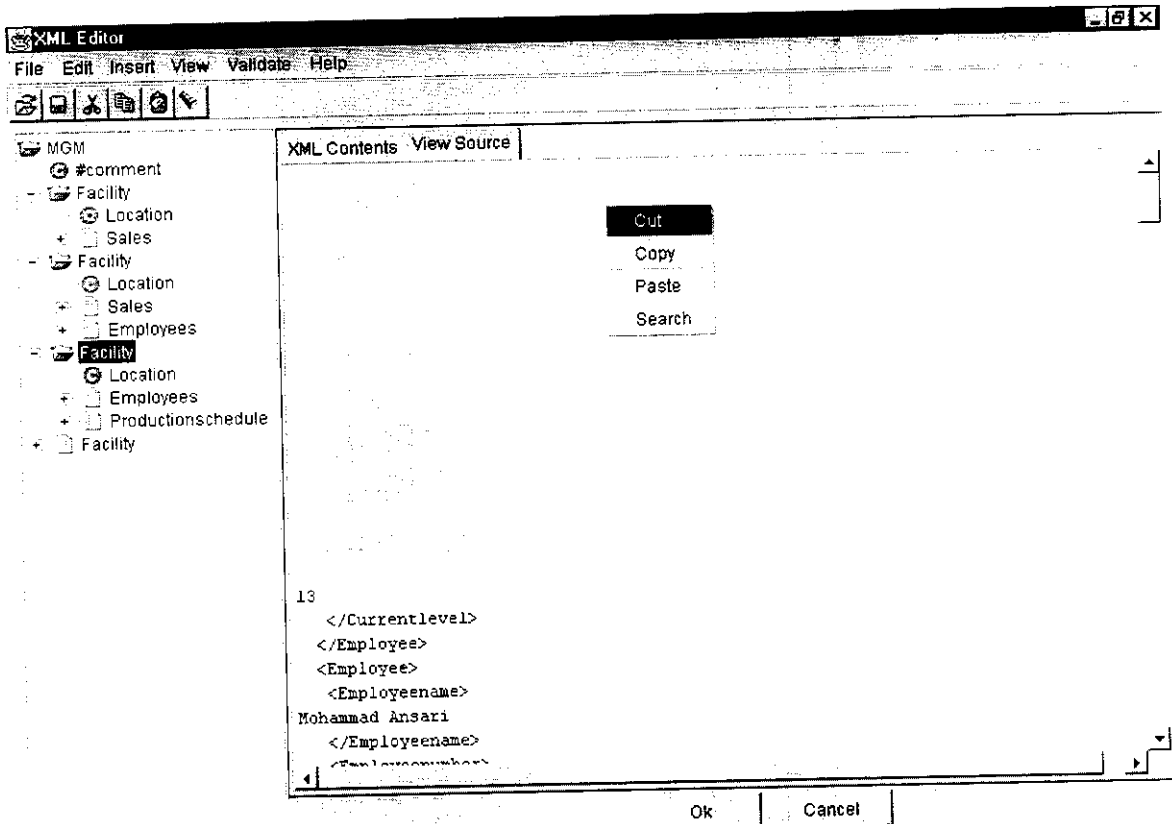 XML Editor
File Edit Insert View Validate Help
MGM
#comment
Facility
Location
Sales
Facility
Location
Sales
Employees
Facility
Location
Employees
Productionschedule
Facility
XML Contents View Source
Cut
Copy
Paste
Search
13
</Currentlevel>
</Employee>
<Employee>
<Employeename>
Mohammad Ansari
</Employeename>
<Employeenumber>
Ok Cancel